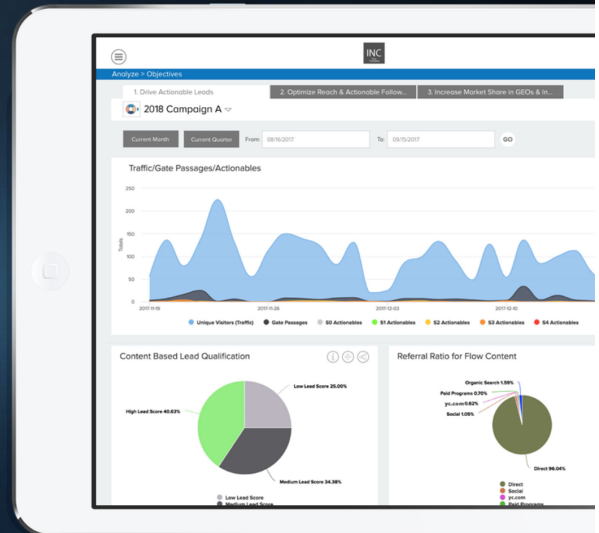 INC
Analyze > Objectives
1. Drive Actionable Leads
2. Optimize Reach & Actionable Follow...
3. Increase Market Share in GEOs & In...
2018 Campaign A
Current Month
Current Quarter
From:
08/16/2017
To:
09/15/2017
GO
Traffic/Gate Passages/Actionables
250
200
150
100
50
0
Totals
2017-11-19
2017-11-26
2017-12-03
2017-12-10
Unique Visitors (Traffic)
Gate Passages
S0 Actionables
S1 Actionables
S2 Actionables
S3 Actionables
S4 Actionables
Content Based Lead Qualification
Low Lead Score 25.00%
High Lead Score 40.63%
Medium Lead Score 34.38%
Low Lead Score
Medium Lead Score
Referral Ratio for Flow Content
Organic Search 1.59%
Paid Programs 0.70%
yc.com 0.62%
Social 1.05%
Direct 96.04%
Direct
Social
yc.com
Paid Programs